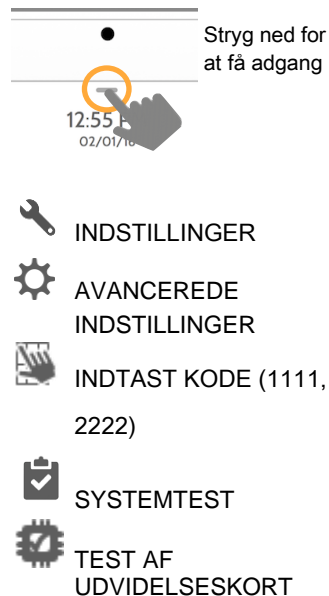 Stryg ned for
at få adgang
12:55
02/01/18
INDSTILLINGER
AVANCEREDE
INDSTILLINGER
INDTAST KODE (1111,
2222)
SYSTEMTEST
TEST AF
UDVIDELSESKORT